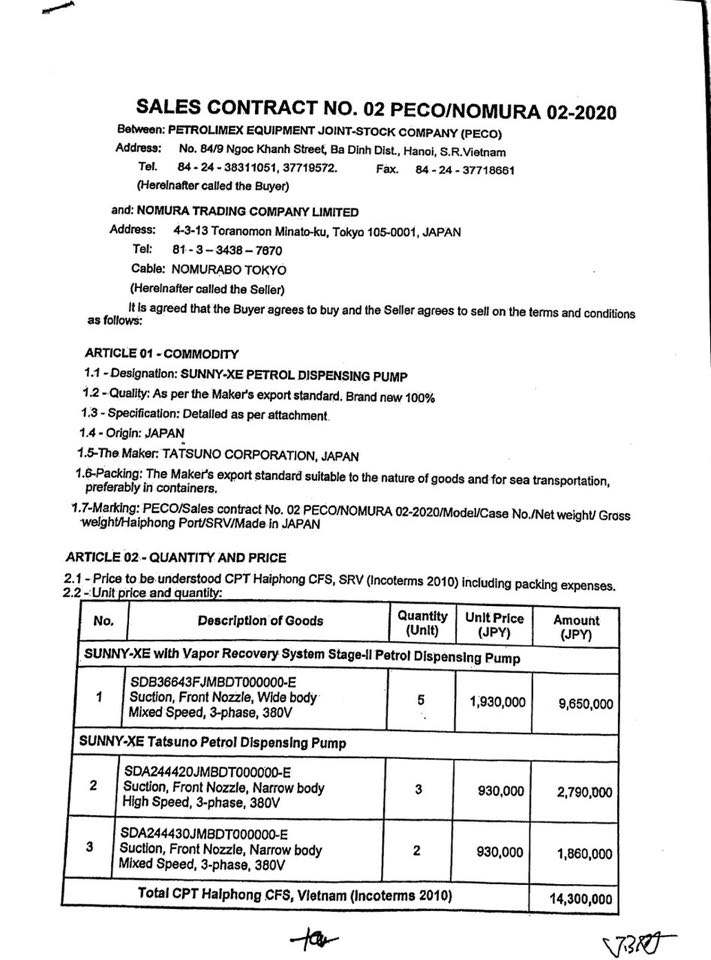 SALES CONTRACT NO. 02 PECO/NOMURA 02-2020
Between: PETROLIMEX EQUIPMENT JOINT-STOCK COMPANY (PECO)
Address: No. 84/9 Ngoc Khanh Street, Ba Dinh Dist., Hanoi, S.R.Vietnam
Tel. 84 - 24 - 38311051, 37719572. Fax. 84 - 24 - 37718661
(Hereinafter called the Buyer)
and: NOMURA TRADING COMPANY LIMITED
Address: 4-3-13 Toranomon Minato-ku, Tokyo 105-0001, JAPAN
Tel: 81 - 3 – 3438 – 7670
Cable: NOMURABO TOKYO
(Hereinafter called the Seller)
It is agreed that the Buyer agrees to buy and the Seller agrees to sell on the terms and conditions
as follows:
ARTICLE 01 - COMMODITY
1.1 - Designation: SUNNY-XE PETROL DISPENSING PUMP
1.2 - Quality: As per the Maker's export standard. Brand new 100%
1.3 - Specification: Detailed as per attachment.
1.4 - Origin: JAPAN
1.5-The Maker: TATSUNO CORPORATION, JAPAN
1.6-Packing: The Maker's export standard suitable to the nature of goods and for sea transportation,
preferably in containers.
1.7-Marking: PECO/Sales contract No. 02 PECO/NOMURA 02-2020/Model/Case No./Net weight/ Gross
weight/Haiphong Port/SRV/Made in JAPAN
ARTICLE 02 - QUANTITY AND PRICE
2.1 - Price to be understood CPT Haiphong CFS, SRV (Incoterms 2010) including packing expenses.
2.2 - Unit price and quantity:
No. Description of Goods Quantity (Unit) Unit Price (JPY) Amount (JPY)
SUNNY-XE with Vapor Recovery System Stage-II Petrol Dispensing Pump
SDB36643FJMBDT000000-E
1 Suction, Front Nozzle, Wide body 5 1,930,000 9,650,000
Mixed Speed, 3-phase, 380V
SUNNY-XE Tatsuno Petrol Dispensing Pump
SDA244420JMBDT000000-E
2 Suction, Front Nozzle, Narrow body 3 930,000 2,790,000
High Speed, 3-phase, 380V
SDA244430JMBDT000000-E
3 Suction, Front Nozzle, Narrow body 2 930,000 1,860,000
Mixed Speed, 3-phase, 380V
Total CPT Haiphong CFS, Vietnam (Incoterms 2010) 14,300,000